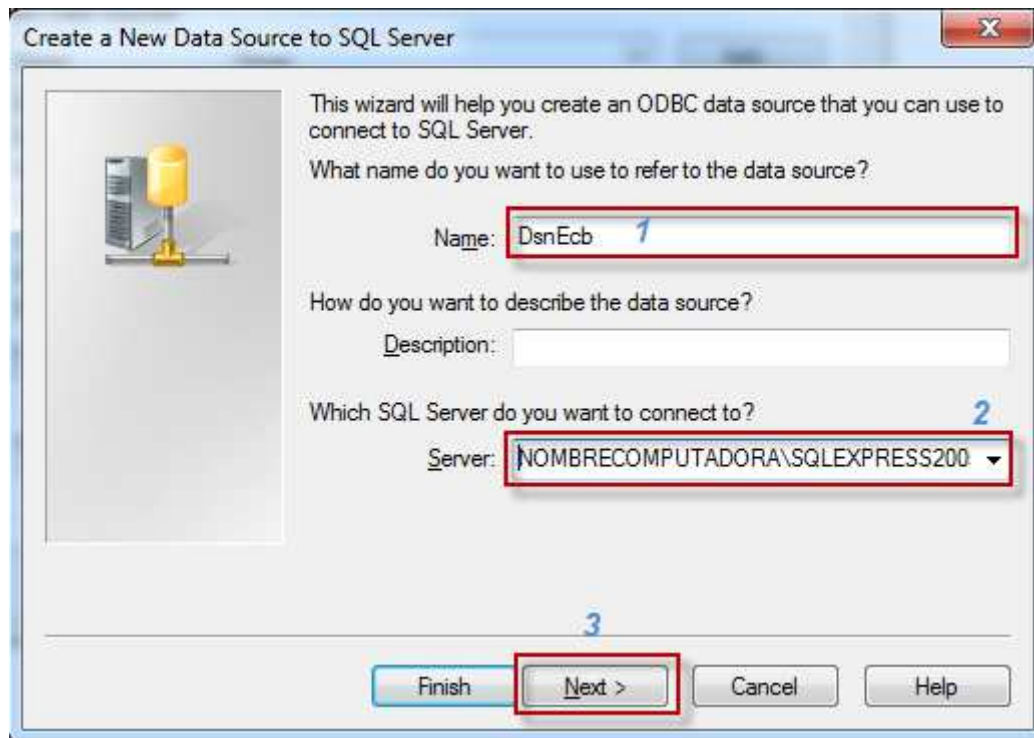 Create a New Data Source to SQL Server
This wizard will help you create an ODBC data source that you can use to
connect to SQL Server.
What name do you want to use to refer to the data source?
Name: DsnEcb 1
How do you want to describe the data source?
Description:
Which SQL Server do you want to connect to? 2
Server: NOMBRECOMPUTADORA\SQLEXPRESS200
3
Finish Next > Cancel Help